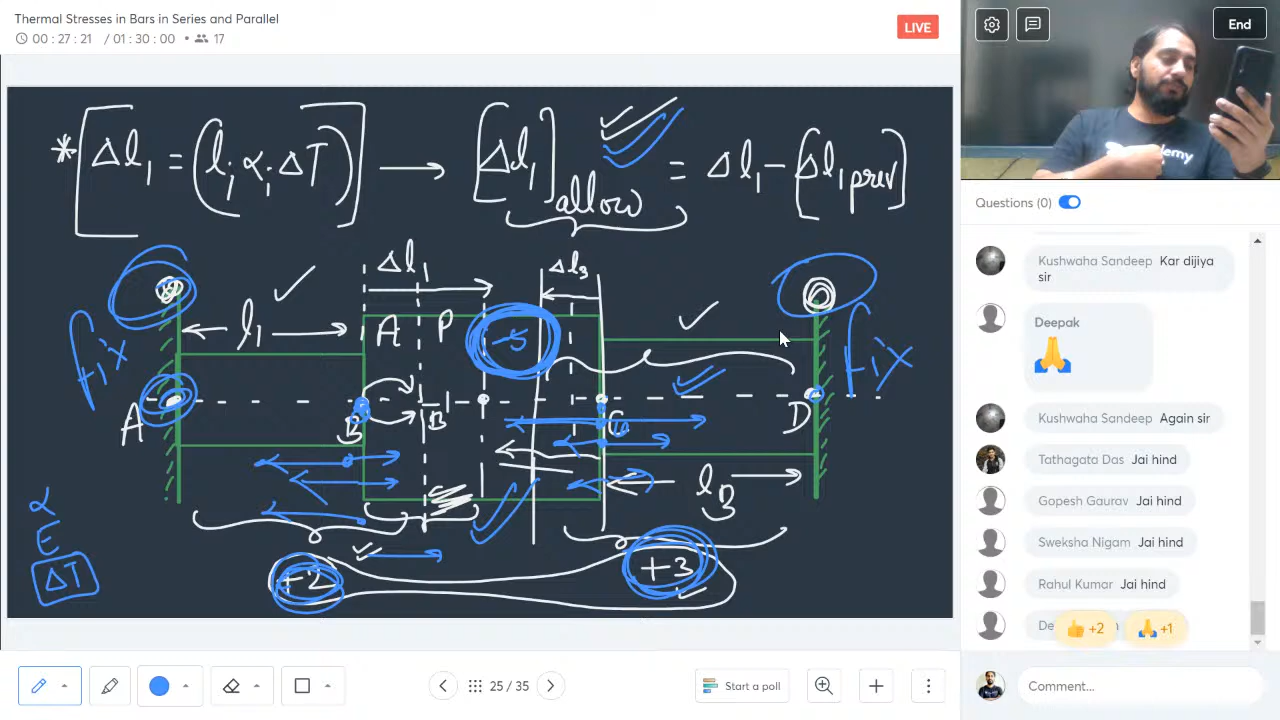 Thermal Stresses in Bars in Series and Parallel
00 : 27 : 21 / 01 : 30 : 00 • 17
LIVE
End
* [Δl₁ = (l₁ α₁ ΔT)] → [Δl₁]allow = Δl₁ - [Δl₁ prev]
Δl₁
Δl₃
l₁
A P
-5
fix
fix
A
B
B'
C
D
l
B
α
E
ΔT
+2
+3
25 / 35
Start a poll
Questions (0)
Kushwaha Sandeep Kar dijiya
sir
Deepak
🙏
Kushwaha Sandeep Again sir
Tathagata Das Jai hind
Gopesh Gaurav Jai hind
Sweksha Nigam Jai hind
Rahul Kumar Jai hind
👍 +2
🙏 +1
Comment...